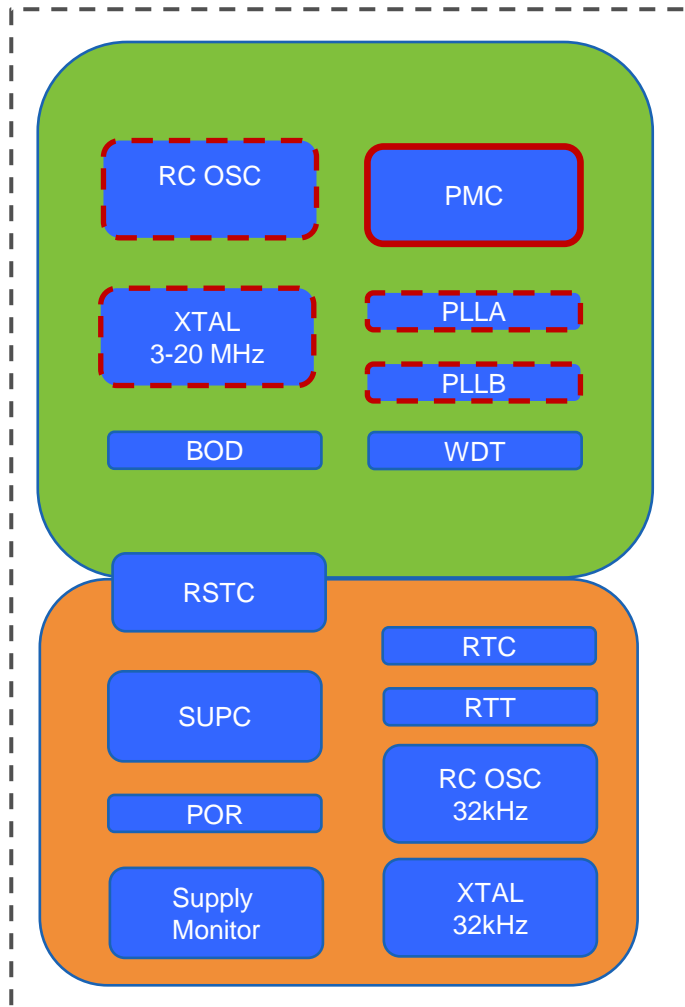 RC OSC
PMC
XTAL
3-20 MHz
PLLA
PLLB
BOD
WDT
RSTC
RTC
SUPC
RTT
RC OSC
32kHz
POR
Supply
Monitor
XTAL
32kHz